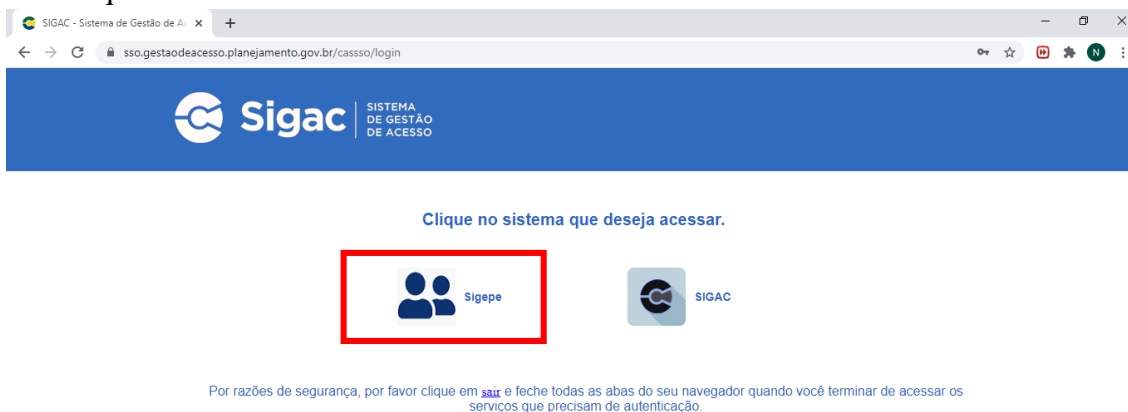 SIGAC - Sistema de Gestão de Ac
sso.gestaodeacesso.planejamento.gov.br/cassso/login
N
Sigac
SISTEMA
DE GESTÃO
DE ACESSO
Clique no sistema que deseja acessar.
Sigepe
SIGAC
Por razões de segurança, por favor clique em sair e feche todas as abas do seu navegador quando você terminar de acessar os
serviços que precisam de autenticação.